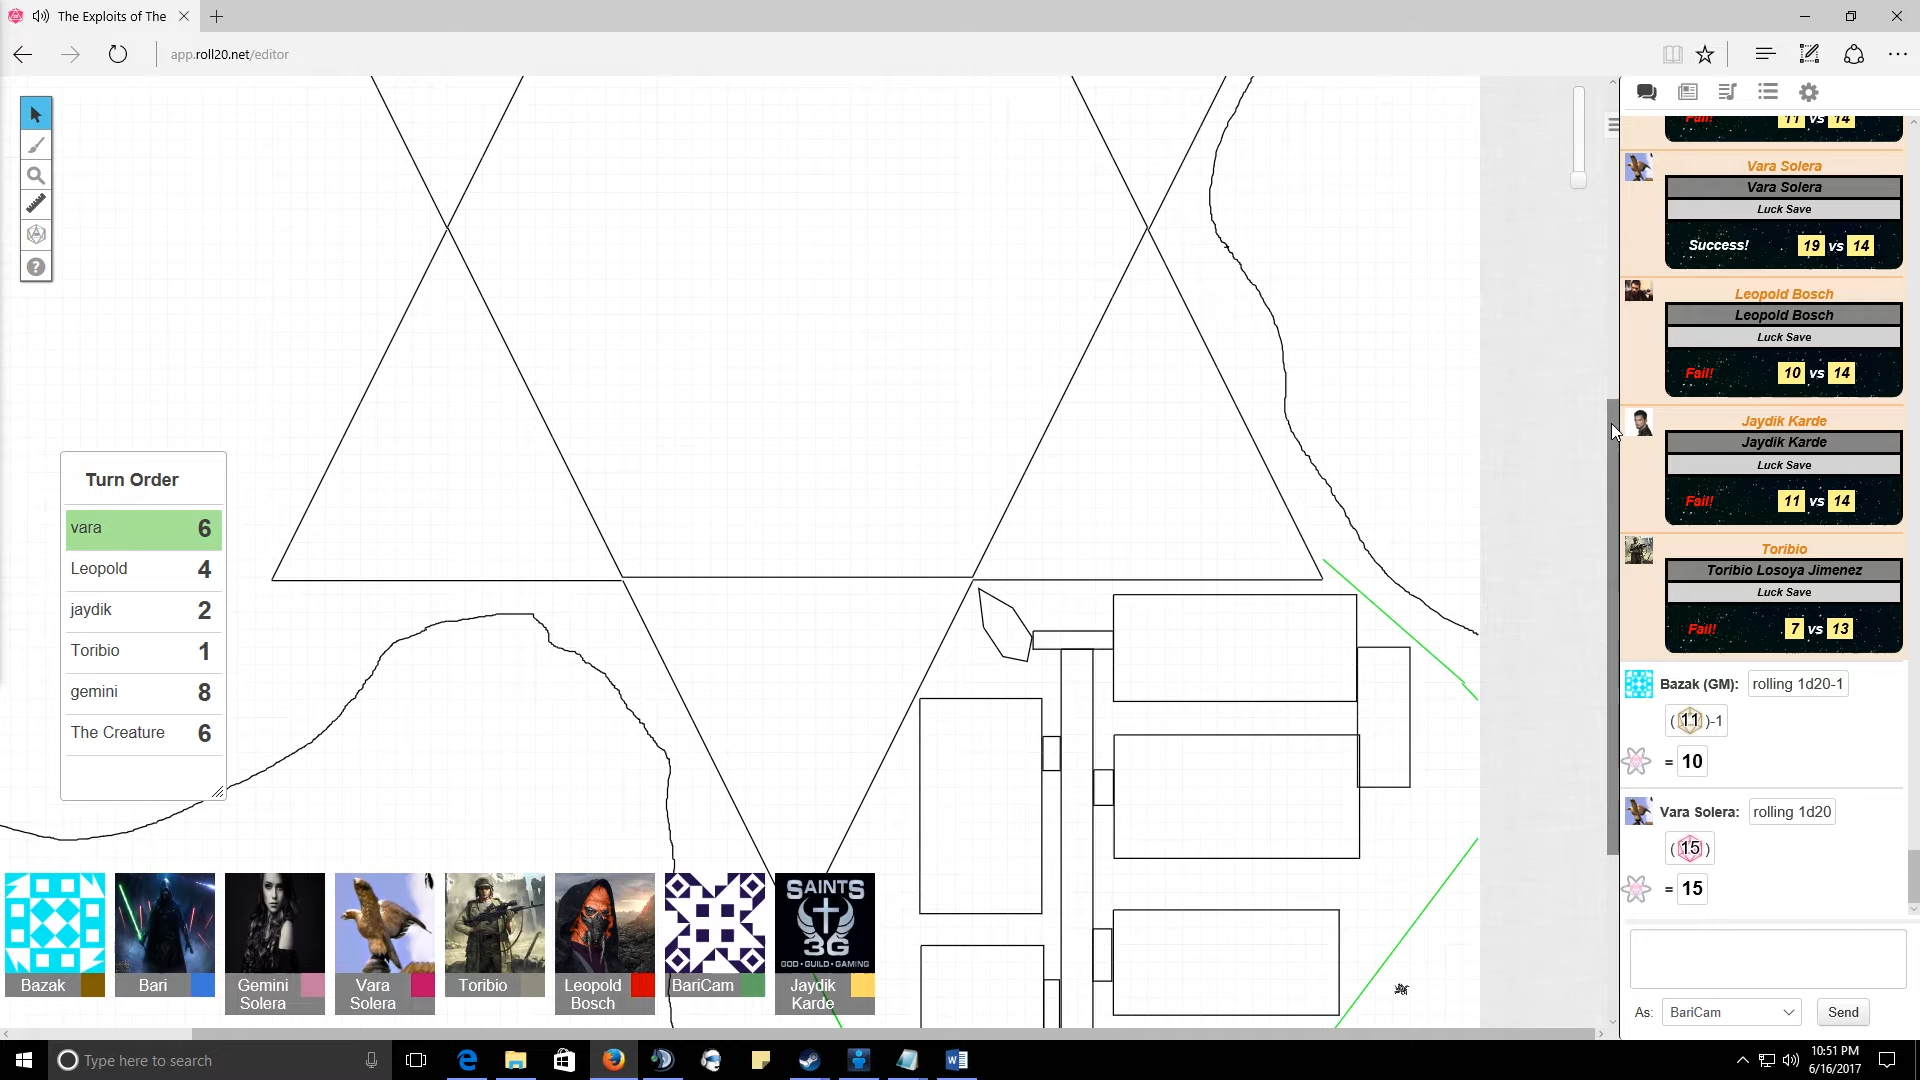 The Exploits of The
app.roll20.net/editor
Fail! 11 vs 14
Vara Solera
Vara Solera
Luck Save
Success! 19 vs 14
Leopold Bosch
Leopold Bosch
Luck Save
Fail! 10 vs 14
Jaydik Karde
Jaydik Karde
Luck Save
Fail! 11 vs 14
Toribio
Toribio Losoya Jimenez
Luck Save
Fail! 7 vs 13
Bazak (GM): rolling 1d20-1
(11)-1
= 10
Vara Solera: rolling 1d20
(15)
= 15
As: BariCam Send
Turn Order
vara 6
Leopold 4
jaydik 2
Toribio 1
gemini 8
The Creature 6
SAINTS
3G
GOD • GUILD • GAMING
Bazak
Bari
Gemini Solera
Vara Solera
Toribio
Leopold Bosch
BariCam
Jaydik Karde
Type here to search
10:51 PM
6/16/2017